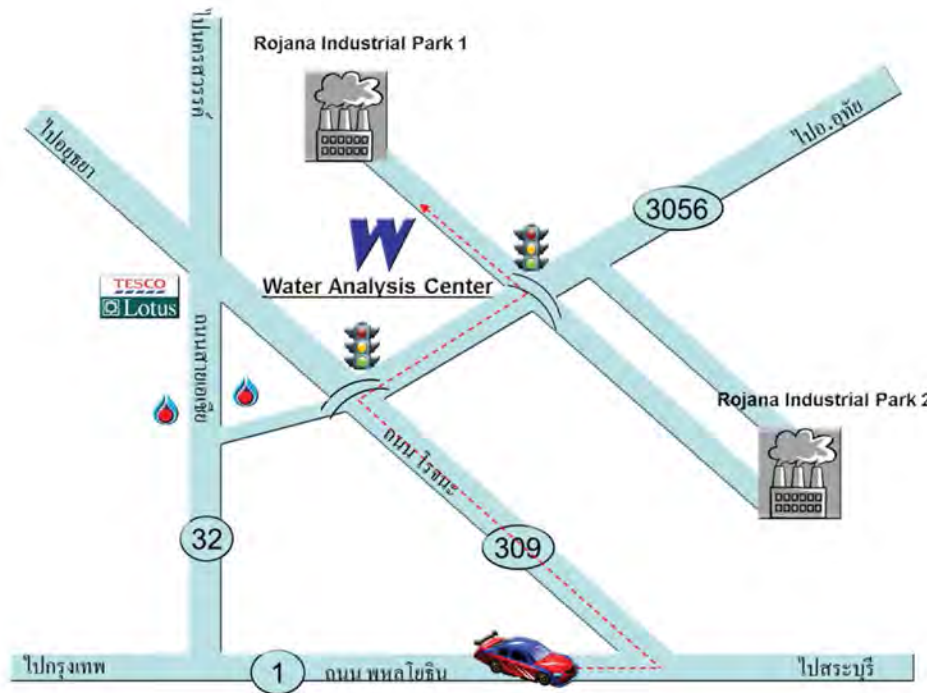 ไปนครสวรรค์
Rojana Industrial Park 1
ไปอยุธยา
ไปอ.อุทัย
3056
W
Water Analysis Center
TESCO
Lotus
ถนนสายเอเซีย
Rojana Industrial Park 2
ถนน โรจนะ
32
309
ไปกรุงเทพ
1
ถนน พหลโยธิน
ไปสระบุรี